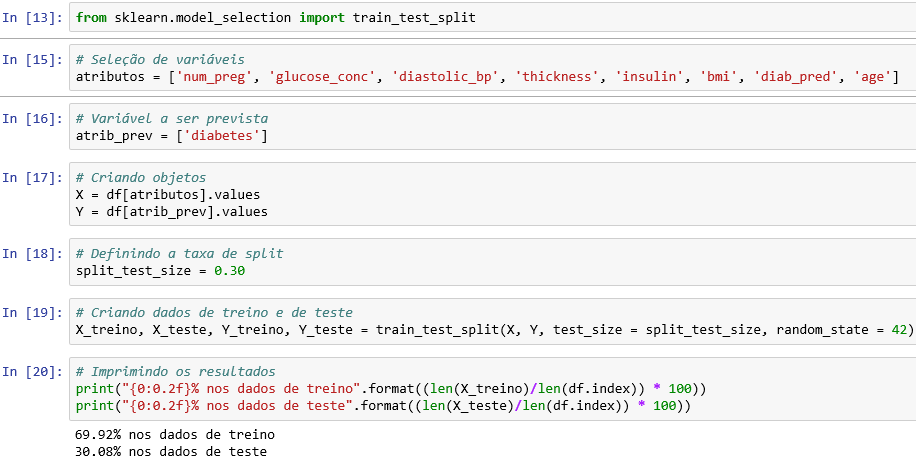 In [13]: from sklearn.model_selection import train_test_split
In [15]: # Seleção de variáveis
atributos = ['num_preg', 'glucose_conc', 'diastolic_bp', 'thickness', 'insulin', 'bmi', 'diab_pred', 'age']
In [16]: # Variável a ser prevista
atrib_prev = ['diabetes']
In [17]: # Criando objetos
X = df[atributos].values
Y = df[atrib_prev].values
In [18]: # Definindo a taxa de split
split_test_size = 0.30
In [19]: # Criando dados de treino e de teste
X_treino, X_teste, Y_treino, Y_teste = train_test_split(X, Y, test_size = split_test_size, random_state = 42)
In [20]: # Imprimindo os resultados
print("{0:0.2f}% nos dados de treino".format((len(X_treino)/len(df.index)) * 100))
print("{0:0.2f}% nos dados de teste".format((len(X_teste)/len(df.index)) * 100))
69.92% nos dados de treino
30.08% nos dados de teste